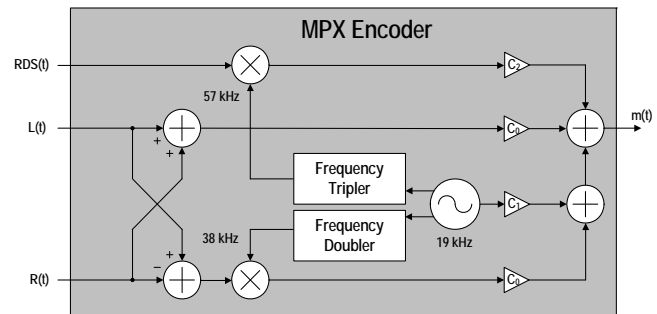 MPX Encoder
RDS(t)
C2
57 kHz
L(t)
+
+
C0
m(t)
Frequency
Tripler
Frequency
Doubler
C1
38 kHz
19 kHz
+
−
R(t)
C0